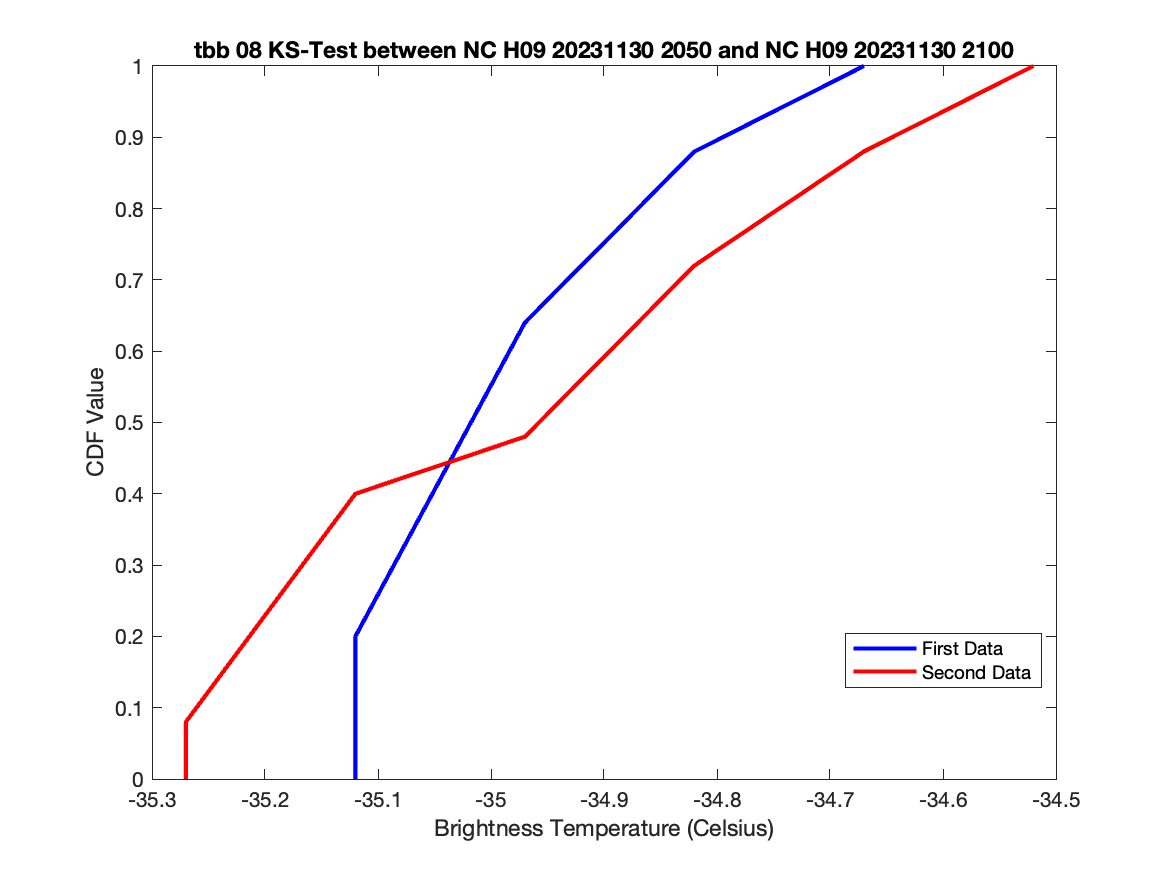 tbb 08 KS-Test between NC H09 20231130 2050 and NC H09 20231130 2100
1
0.9
0.8
0.7
0.6
0.5
0.4
0.3
0.2
0.1
0
CDF Value
First Data
Second Data
-35.3 -35.2 -35.1 -35 -34.9 -34.8 -34.7 -34.6 -34.5
Brightness Temperature (Celsius)